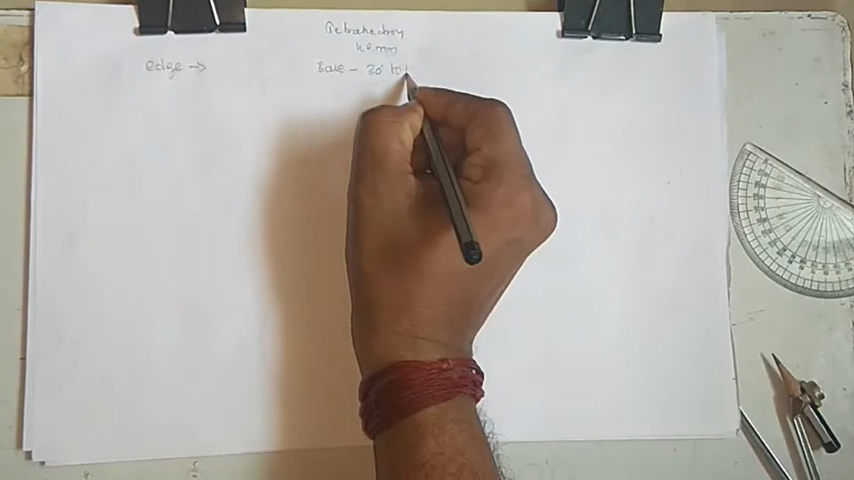 Tetrahedron
40 mm
edge →
Base - 30° to